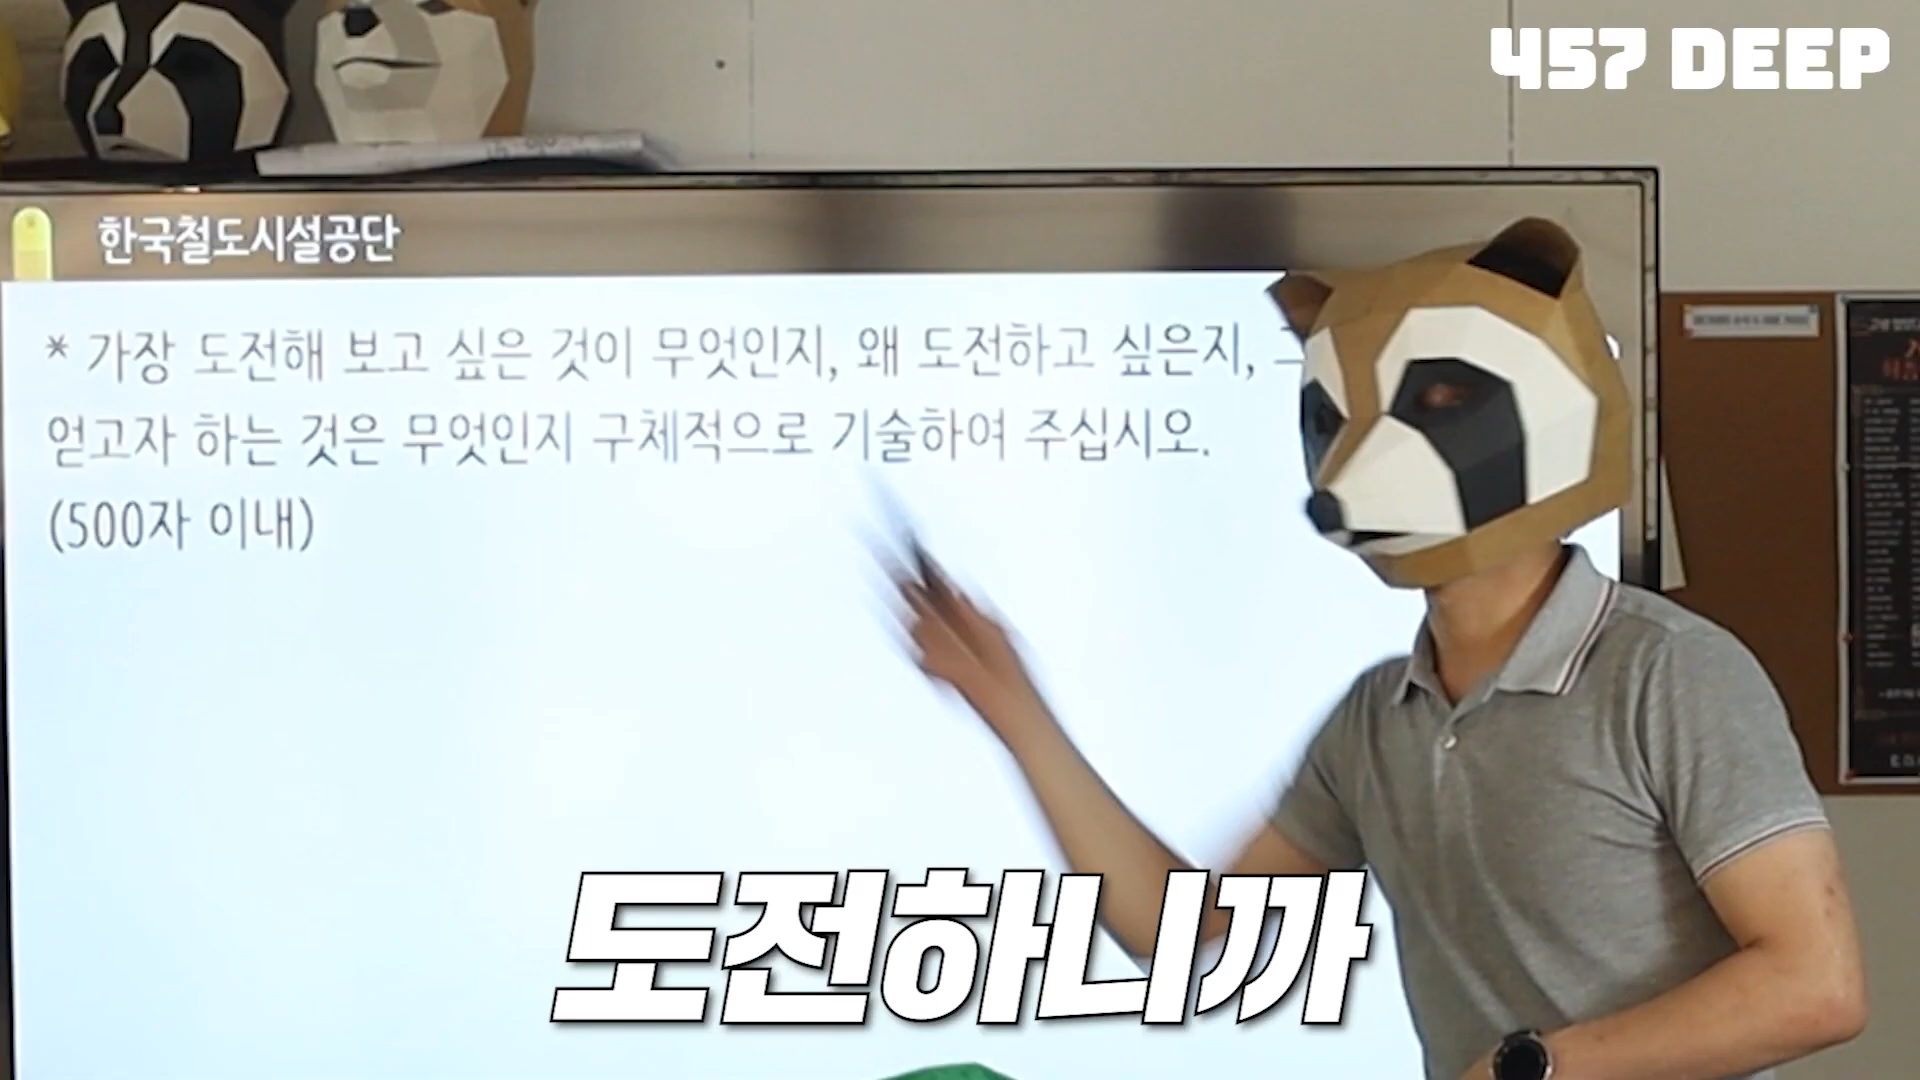 457 DEEP
한국철도시설공단
* 가장 도전해 보고 싶은 것이 무엇인지, 왜 도전하고 싶은지,
얻고자 하는 것은 무엇인지 구체적으로 기술하여 주십시오.
(500자 이내)
도전하니까